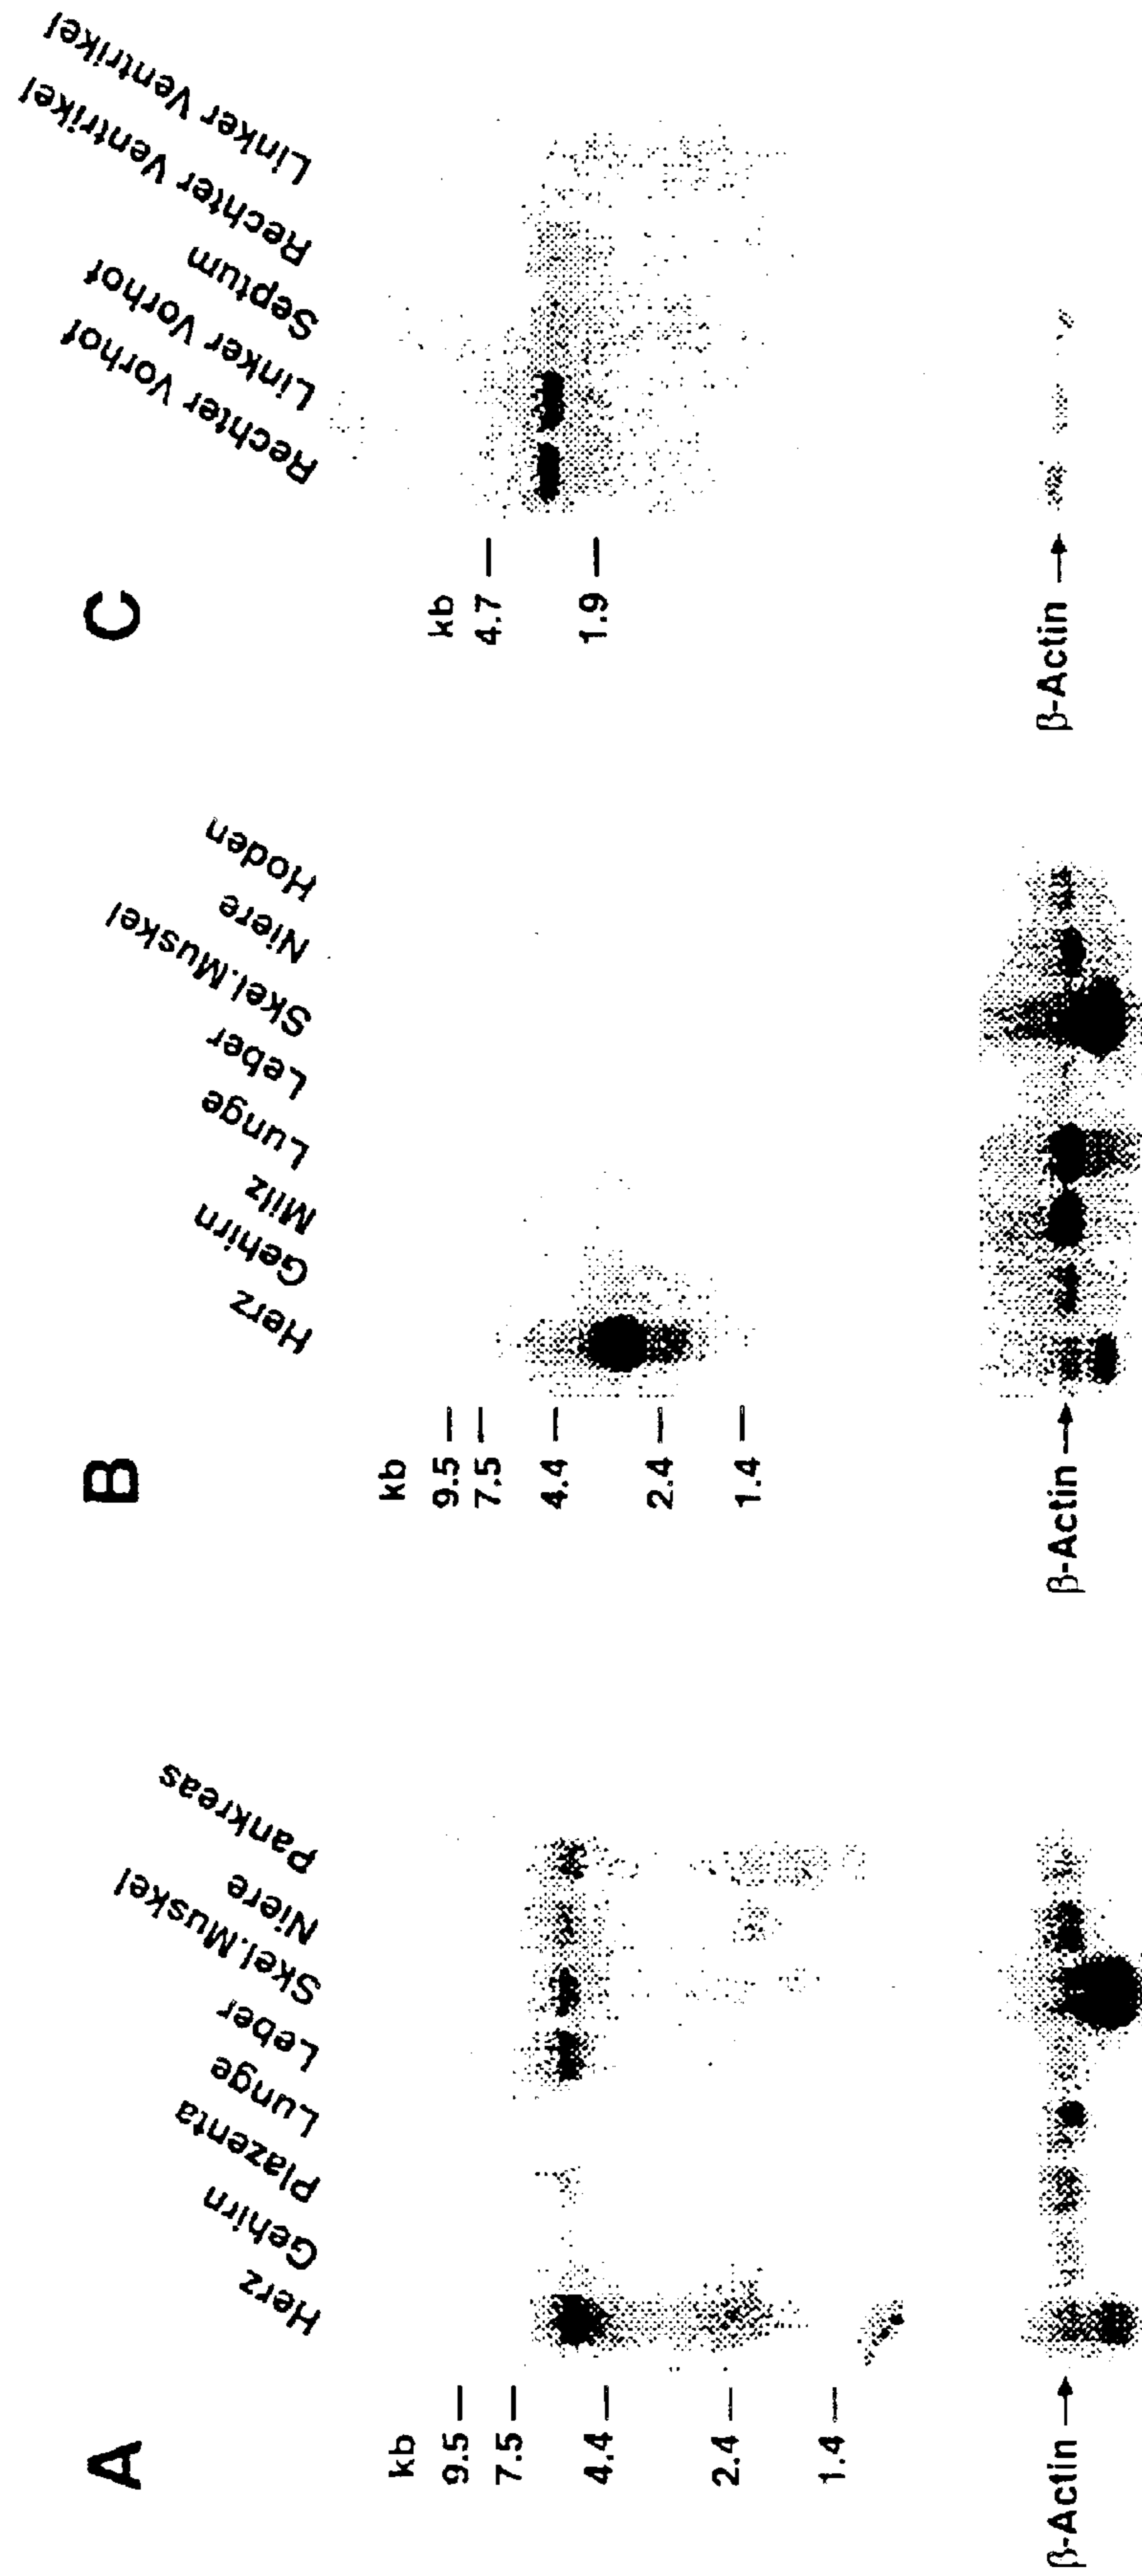 A
Herz
Gehirn
Plazenta
Lunge
Leber
Skel.Muskel
Niere
Pankreas
kb
9.5
7.5
4.4
2.4
1.4
β-Actin
B
Herz
Gehirn
Milz
Lunge
Leber
Skel.Muskel
Niere
Hoden
kb
9.5
7.5
4.4
2.4
1.4
β-Actin
C
Rechter Vorhof
Linker Vorhof
Septum
Rechter Ventrikel
Linker Ventrikel
kb
4.7
1.9
β-Actin